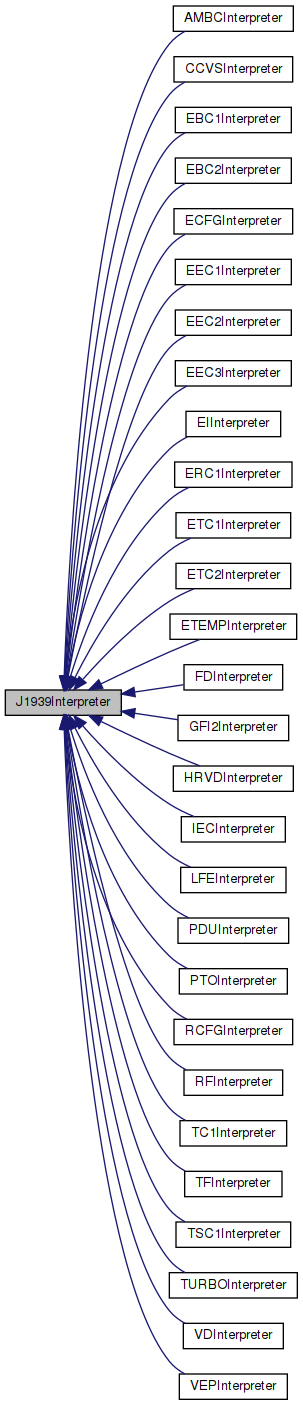 AMBCInterpreter
CCVSInterpreter
EBC1Interpreter
EBC2Interpreter
ECFGInterpreter
EEC1Interpreter
EEC2Interpreter
EEC3Interpreter
EIInterpreter
ERC1Interpreter
ETC1Interpreter
ETC2Interpreter
ETEMPInterpreter
FDInterpreter
J1939Interpreter
GFI2Interpreter
HRVDInterpreter
IECInterpreter
LFEInterpreter
PDUInterpreter
PTOInterpreter
RCFGInterpreter
RFInterpreter
TC1Interpreter
TFInterpreter
TSC1Interpreter
TURBOInterpreter
VDInterpreter
VEPInterpreter